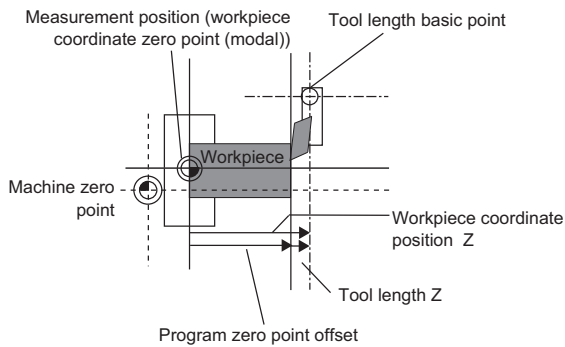 Measurement position (workpiece
coordinate zero point (modal))
Tool length basic point
Workpiece
Machine zero
point
Workpiece coordinate
position Z
Tool length Z
Program zero point offset